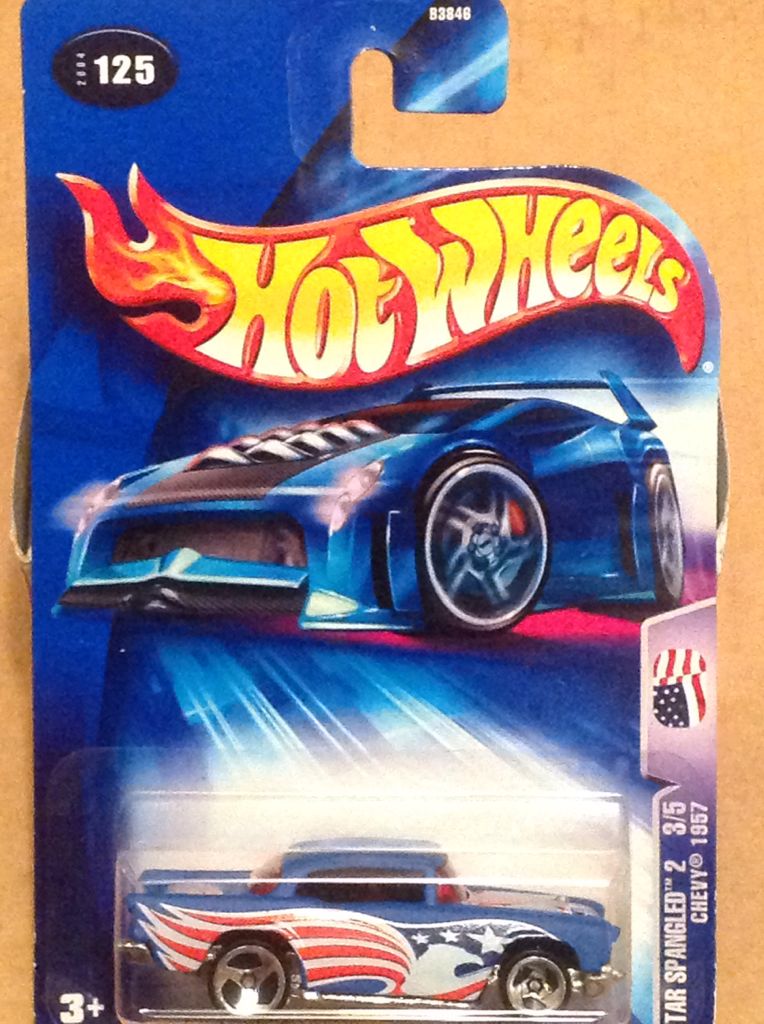 B3846
2004 125
HOT WHEELS
®
TAR SPANGLED™ 2 3/5
CHEVY® 1957
3+